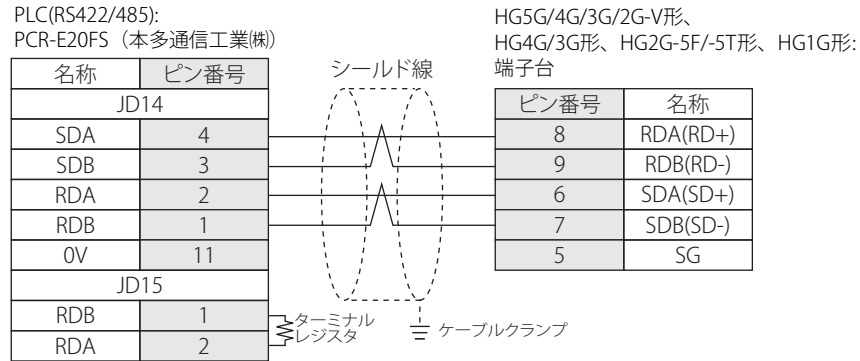 PLC(RS422/485):
PCR-E20FS（本多通信工業㈱）
HG5G/4G/3G/2G-V形、
HG4G/3G形、HG2G-5F/-5T形、HG1G形:
端子台
シールド線
名称 ピン番号
JD14
SDA 4
SDB 3
RDA 2
RDB 1
0V 11
JD15
RDB 1
RDA 2
ターミナル
レジスタ
ケーブルクランプ
ピン番号 名称
8 RDA(RD+)
9 RDB(RD-)
6 SDA(SD+)
7 SDB(SD-)
5 SG